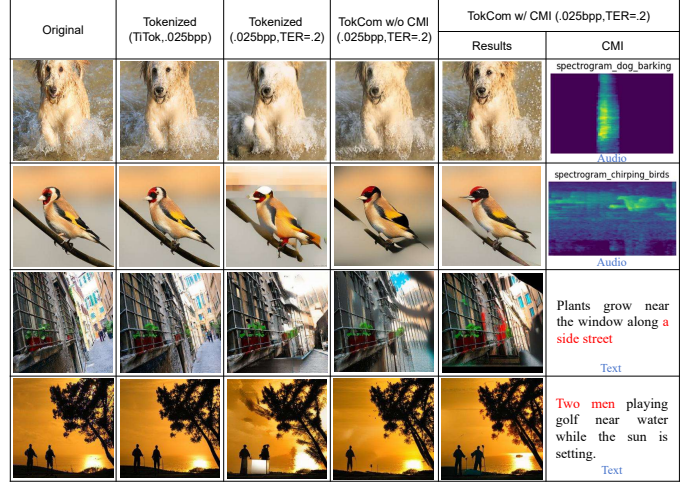 Original
Tokenized
(TiTok,.025bpp)
Tokenized
(.025bpp,TER=.2)
TokCom w/o CMI
(.025bpp,TER=.2)
TokCom w/ CMI (.025bpp,TER=.2)
Results
CMI
spectrogram_dog_barking
Audio
spectrogram_chirping_birds
Audio
Plants grow near
the window along a
side street
Text
Two men playing
golf near water
while the sun is
setting.
Text